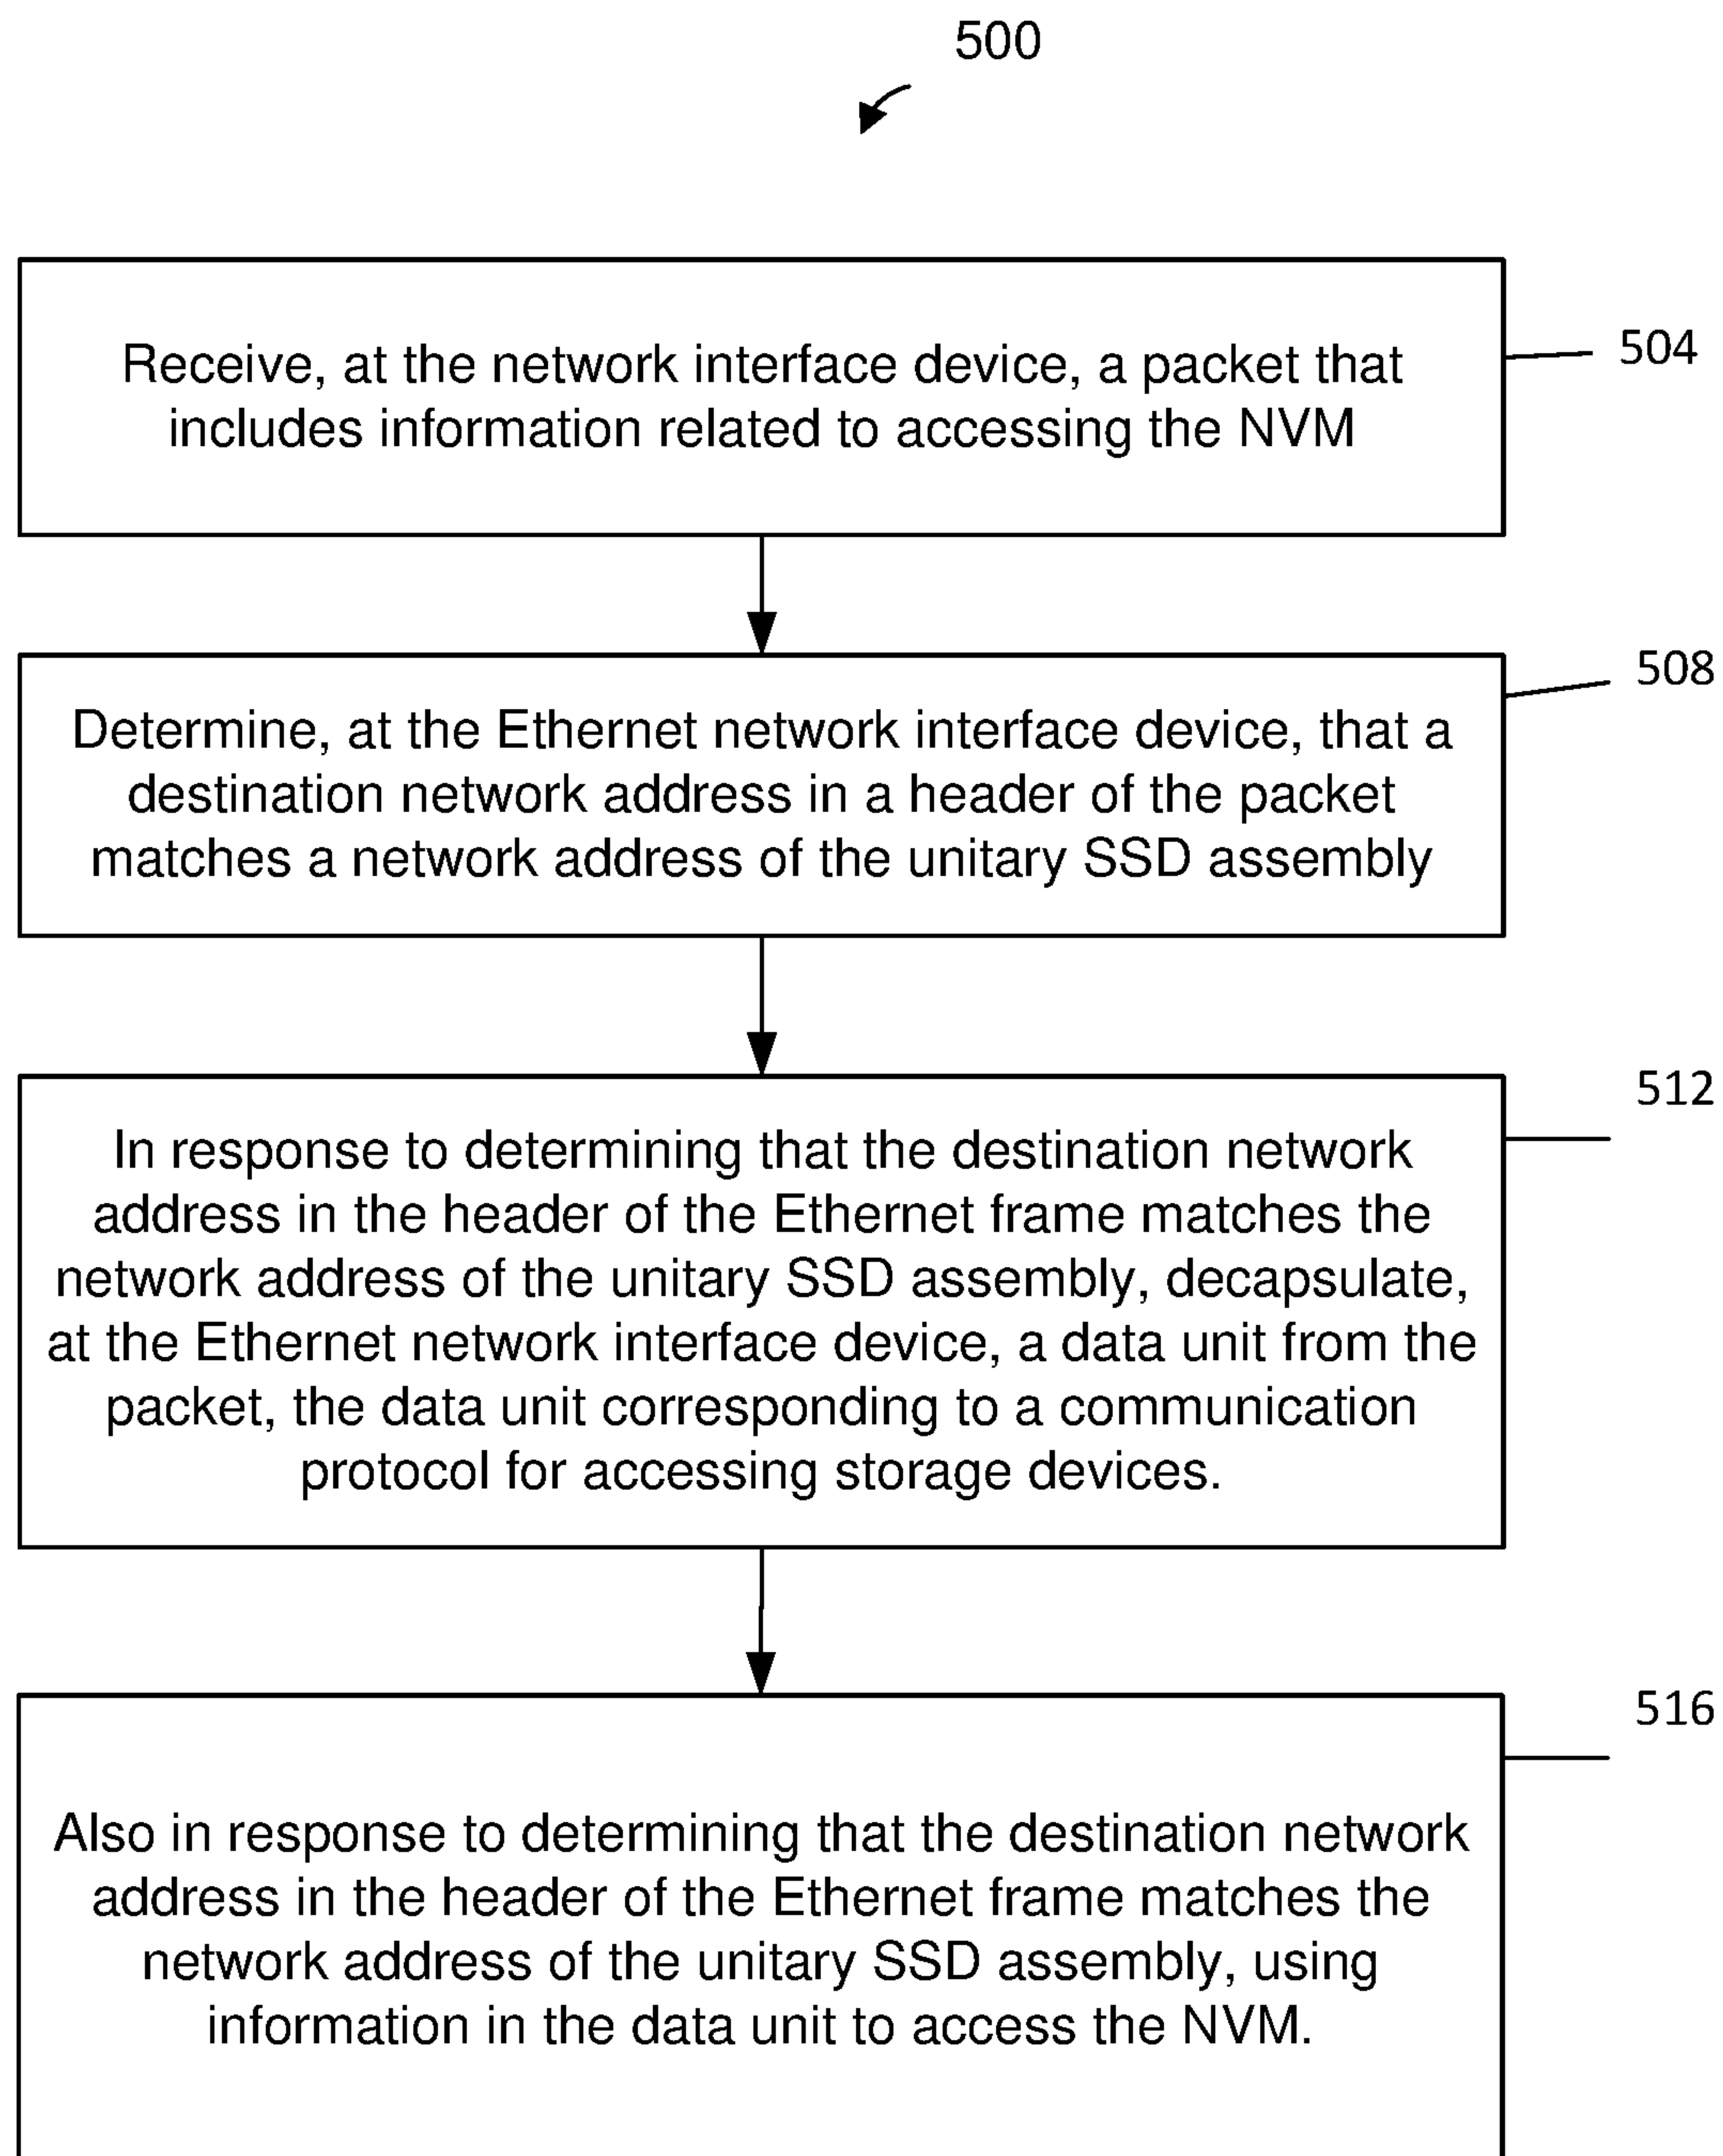 500
Receive, at the network interface device, a packet that
includes information related to accessing the NVM
504
Determine, at the Ethernet network interface device, that a
destination network address in a header of the packet
matches a network address of the unitary SSD assembly
508
In response to determining that the destination network
address in the header of the Ethernet frame matches the
network address of the unitary SSD assembly, decapsulate,
at the Ethernet network interface device, a data unit from the
packet, the data unit corresponding to a communication
protocol for accessing storage devices.
512
Also in response to determining that the destination network
address in the header of the Ethernet frame matches the
network address of the unitary SSD assembly, using
information in the data unit to access the NVM.
516